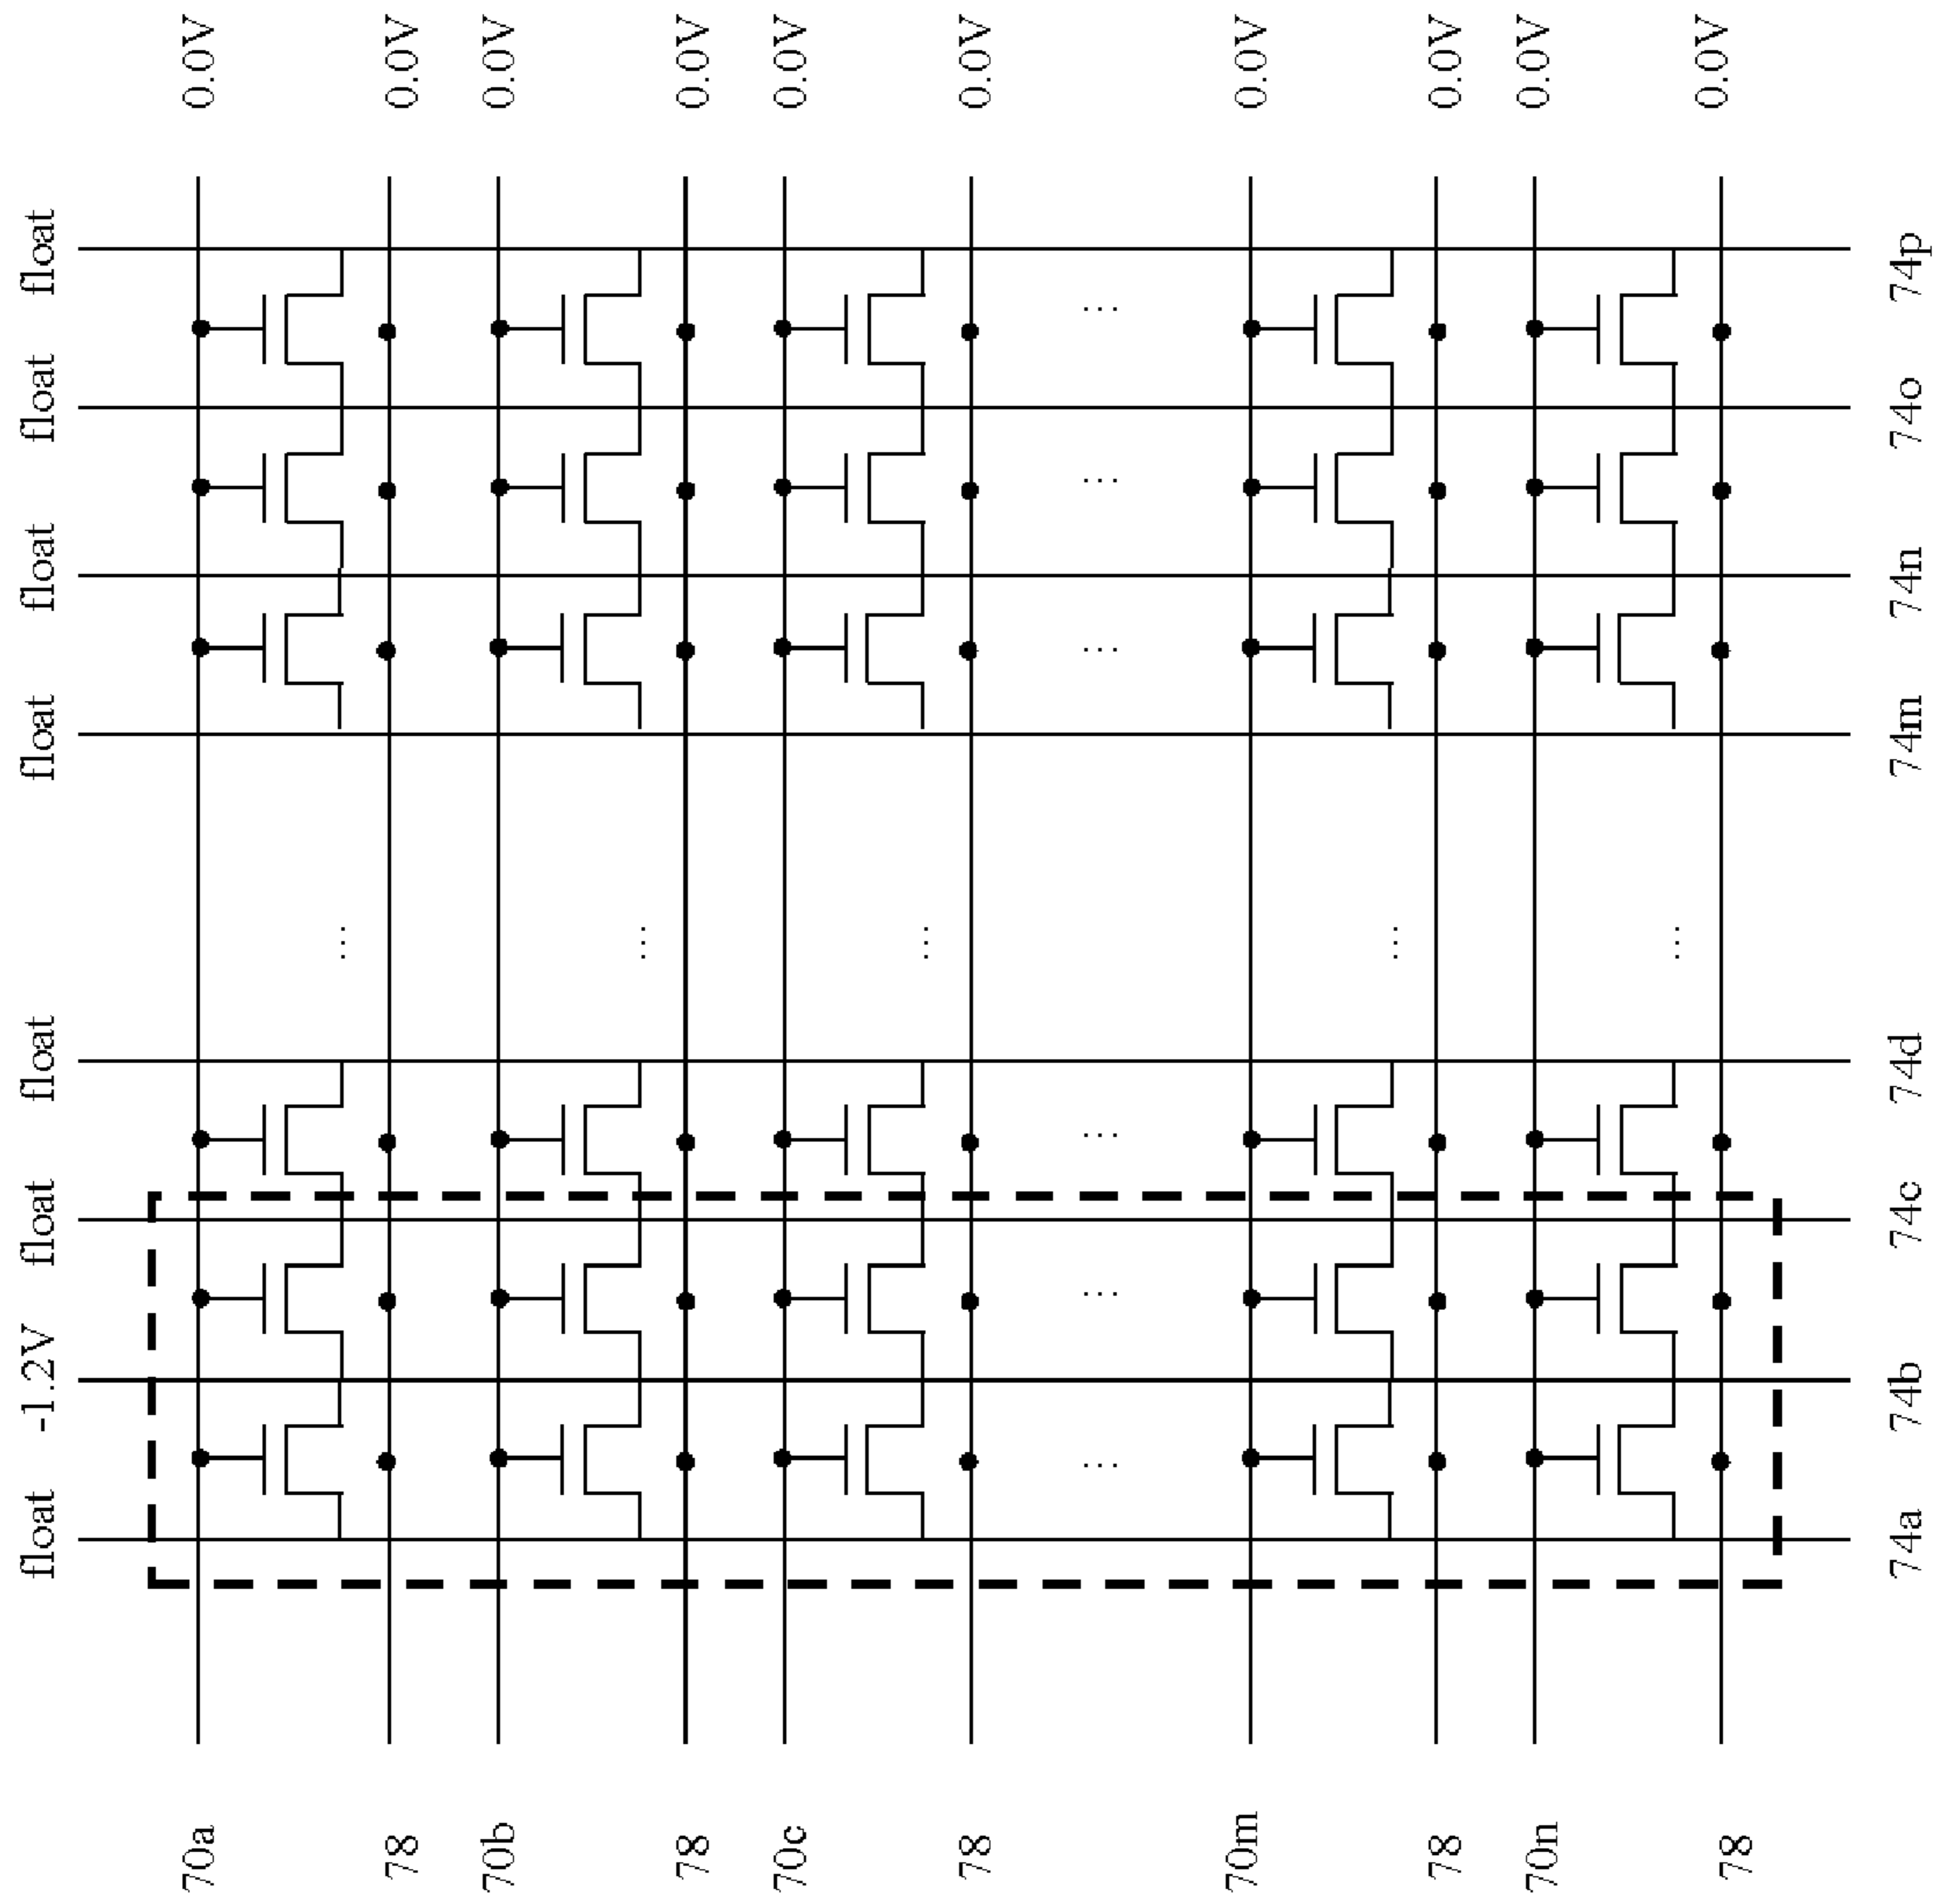 float -1.2V float float float float float float
70a 0.0V
78 0.0V
70b 0.0V
78 0.0V
70c 0.0V
78 0.0V
70m 0.0V
78 0.0V
70n 0.0V
78 0.0V
74a 74b 74c 74d 74m 74n 74o 74p